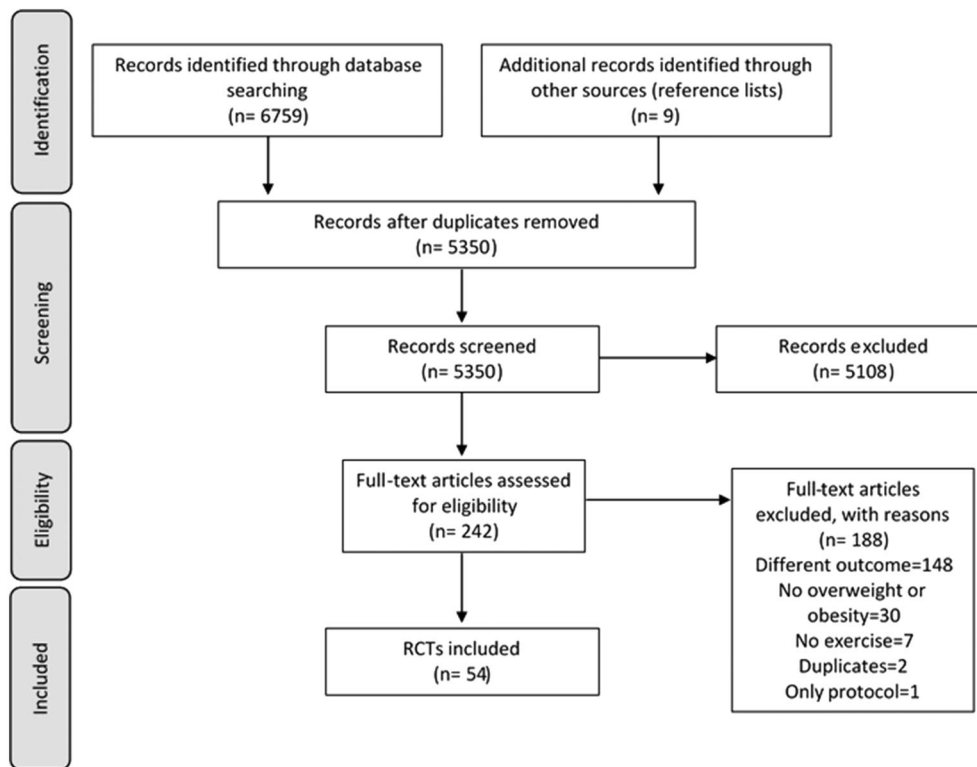 Identification
Records identified through database
searching
(n= 6759)
Additional records identified through
other sources (reference lists)
(n= 9)
Screening
Records after duplicates removed
(n= 5350)
Records screened
(n= 5350)
Records excluded
(n= 5108)
Eligibility
Full-text articles assessed
for eligibility
(n= 242)
Full-text articles
excluded, with reasons
(n= 188)
Different outcome=148
No overweight or
obesity=30
No exercise=7
Duplicates=2
Only protocol=1
Included
RCTs included
(n= 54)